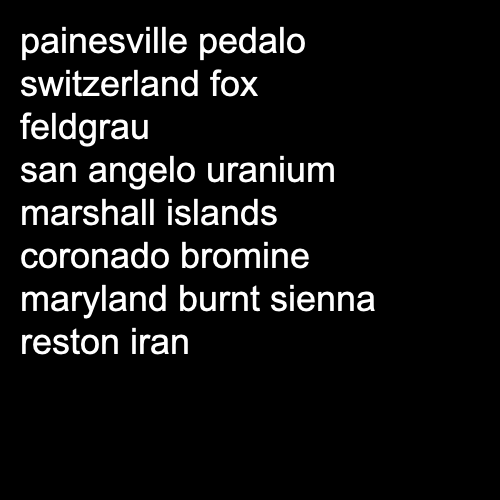 painesville pedalo
switzerland fox
feldgrau
san angelo uranium
marshall islands
coronado bromine
maryland burnt sienna
reston iran